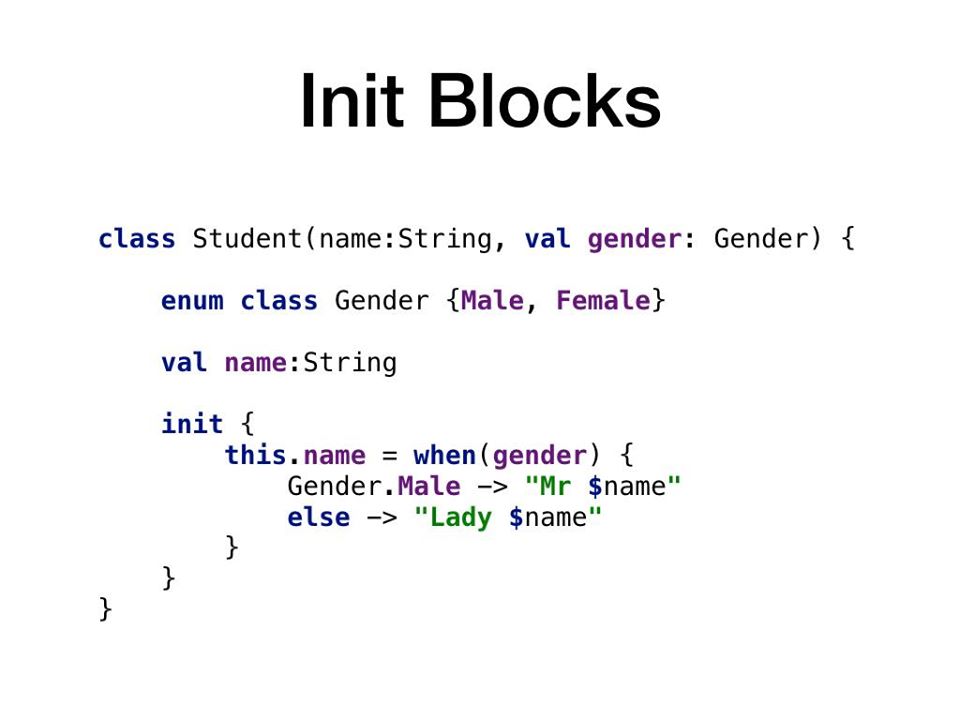 Init Blocks
class Student(name:String, val gender: Gender) {
    enum class Gender {Male, Female}
    val name:String
    init {
        this.name = when(gender) {
            Gender.Male -> "Mr $name"
            else -> "Lady $name"
        }
    }
}